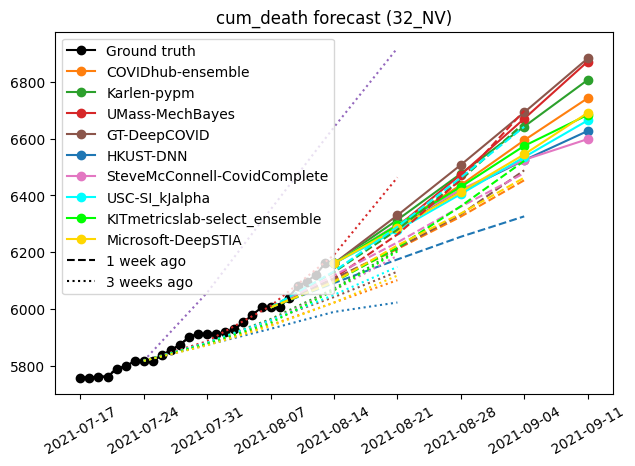 cum_death forecast (32_NV)
Ground truth
COVIDhub-ensemble
Karlen-pypm
UMass-MechBayes
GT-DeepCOVID
HKUST-DNN
SteveMcConnell-CovidComplete
USC-SI_kJalpha
KITmetricslab-select_ensemble
Microsoft-DeepSTIA
1 week ago
3 weeks ago
6800
6600
6400
6200
6000
5800
2021-07-17
2021-07-24
2021-07-31
2021-08-07
2021-08-14
2021-08-21
2021-08-28
2021-09-04
2021-09-11